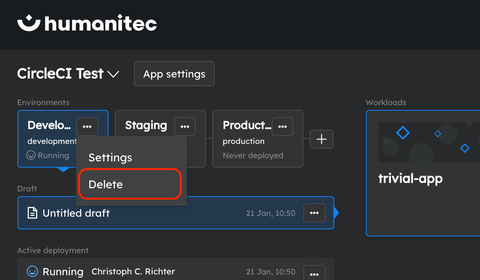 humanitec
CircleCI Test
App settings
Environments
Workloads
Develo...
Staging
Product...
development
production
Running
Never deployed
Settings
Delete
trivial-app
Draft
Untitled draft
21 Jan, 10:50
Active deployment
Running
Christoph C. Richter
21 Jan, 10:50